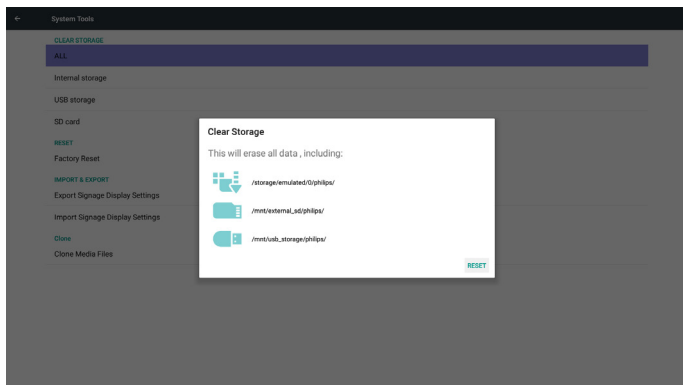 System Tools
CLEAR STORAGE
ALL
Internal storage
USB storage
SD card
RESET
Factory Reset
IMPORT & EXPORT
Export Signage Display Settings
Import Signage Display Settings
Clone
Clone Media Files
Clear Storage
This will erase all data , including:
/storage/emulated/0/philips/
/mnt/external_sd/philips/
/mnt/usb_storage/philips/
RESET